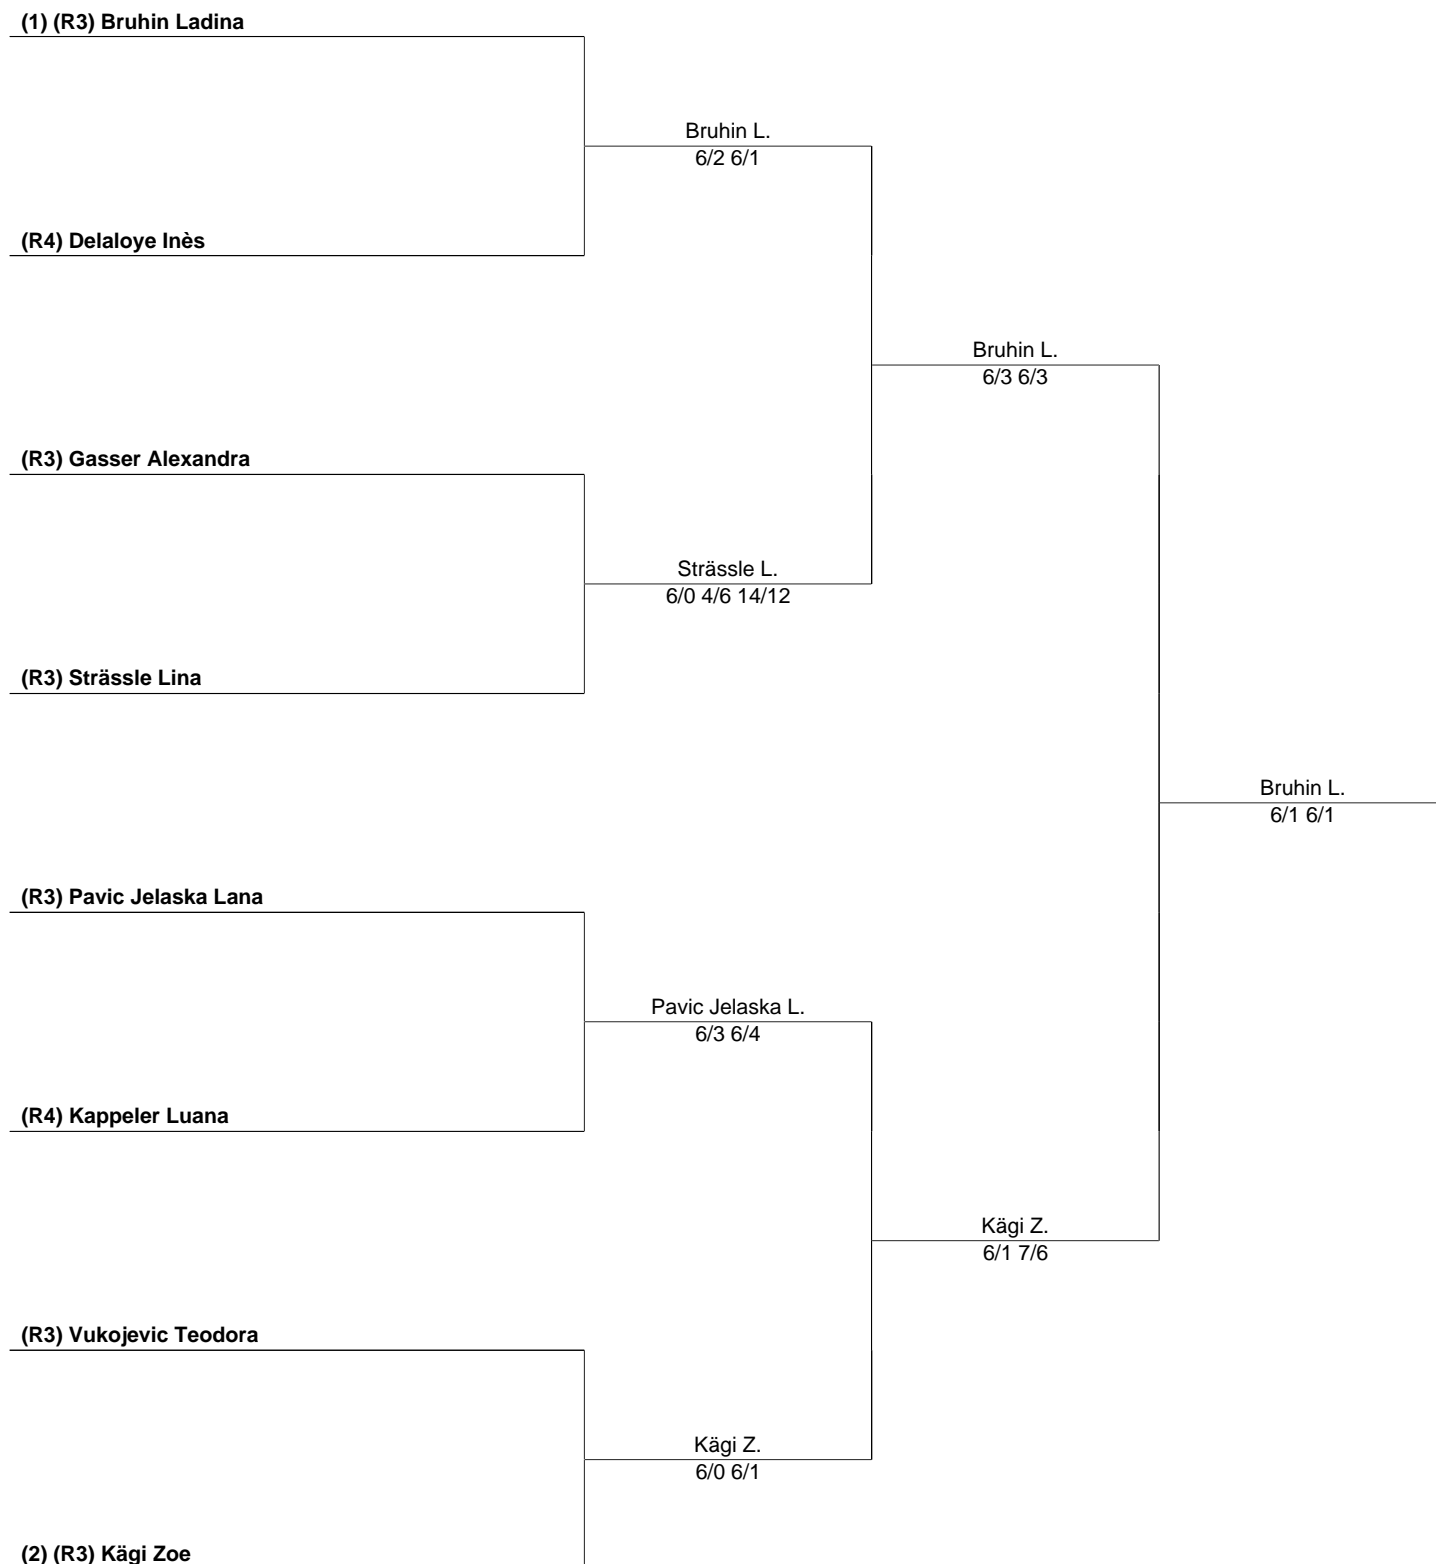 (1) (R3) Bruhin Ladina
Bruhin L.
6/2 6/1
(R4) Delaloye Inès
Bruhin L.
6/3 6/3
(R3) Gasser Alexandra
Strässle L.
6/0 4/6 14/12
(R3) Strässle Lina
Bruhin L.
6/1 6/1
(R3) Pavic Jelaska Lana
Pavic Jelaska L.
6/3 6/4
(R4) Kappeler Luana
Kägi Z.
6/1 7/6
(R3) Vukojevic Teodora
Kägi Z.
6/0 6/1
(2) (R3) Kägi Zoe